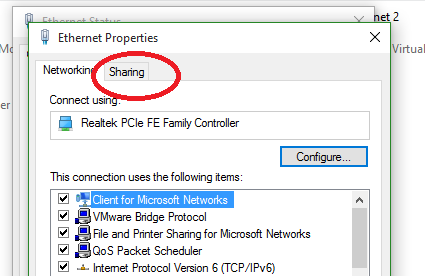 Ethernet Status
net 2
Ethernet Properties
Mo
Virtual
Networking
Sharing
er
Connect using:
Realtek PCIe FE Family Controller
Configure...
This connection uses the following items:
Client for Microsoft Networks
VMware Bridge Protocol
File and Printer Sharing for Microsoft Networks
QoS Packet Scheduler
Internet Protocol Version 6 (TCP/IPv6)